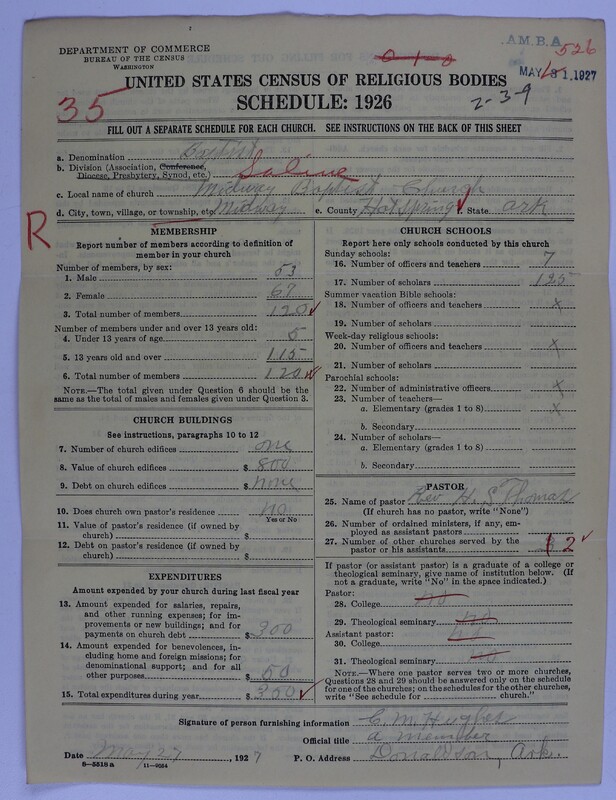 DEPARTMENT OF COMMERCE
BUREAU OF THE CENSUS
WASHINGTON
A.M.B.A.
526
MAY 31 1927
UNITED STATES CENSUS OF RELIGIOUS BODIES
35
SCHEDULE: 1926
2-3-9
FILL OUT A SEPARATE SCHEDULE FOR EACH CHURCH. SEE INSTRUCTIONS ON THE BACK OF THIS SHEET
a. Denomination Baptist
b. Division (Association, Conference, Diocese, Presbytery, Synod, etc.) Saline
c. Local name of church Midway Baptist Church
d. City, town, village, or township, etc. Midway e. County Hot Spring f. State Ark
R
MEMBERSHIP
Report number of members according to definition of
member in your church
Number of members, by sex:
1. Male 53
2. Female 67
3. Total number of members 120
Number of members under and over 13 years old:
4. Under 13 years of age 5
5. 13 years old and over 115
6. Total number of members 120
NOTE.—The total given under Question 6 should be
same as the total of males and females given under Question 3.
CHURCH BUILDINGS
See instructions, paragraphs 10 to 12
7. Number of church edifices one
8. Value of church edifices $ 800
9. Debt on church edifices $ none
10. Does church own pastor's residence no
Yes or No
11. Value of pastor's residence (if owned by
church) $
12. Debt on pastor's residence (if owned by
church) $
EXPENDITURES
Amount expended by your church during last fiscal year
13. Amount expended for salaries, repairs,
and other running expenses; for im-
provements or new buildings; and for
payments on church debt $ 300
14. Amount expended for benevolences,
including home and foreign missions; for
denominational support; and for all
other purposes $ 50
15. Total expenditures during year $ 350
CHURCH SCHOOLS
Report here only schools conducted by this church
Sunday schools:
16. Number of officers and teachers 7
17. Number of scholars 125
Summer vacation Bible schools:
18. Number of officers and teachers x
19. Number of scholars
Week-day religious schools:
20. Number of officers and teachers x
21. Number of scholars
Parochial schools:
22. Number of administrative officers x
23. Number of teachers—
a. Elementary (grades 1 to 8) x
b. Secondary
24. Number of scholars—
a. Elementary (grades 1 to 8)
b. Secondary
PASTOR
25. Name of pastor Rev H. S Thomas
(If church has no pastor, write "None")
26. Number of ordained ministers, if any, em-
ployed as assistant pastors
27. Number of other churches served by the
pastor or his assistants 2
If pastor (or assistant pastor) is a graduate of a college or
theological seminary, give name of institution below. (If
not a graduate, write "No" in the space indicated.)
Pastor:
28. College no
29. Theological seminary no
Assistant pastor:
30. College no
31. Theological seminary no
NOTE.—Where one pastor serves two or more churches,
Questions 28 and 29 should be answered only on the schedule
for one of the churches; on the schedules for the other churches,
write "See schedule for church."
Signature of person furnishing information C. M. Hughes
Official title a member
Date May 27, 1927 P. O. Address Donaldson, Ark.
8-5518a 11-9264